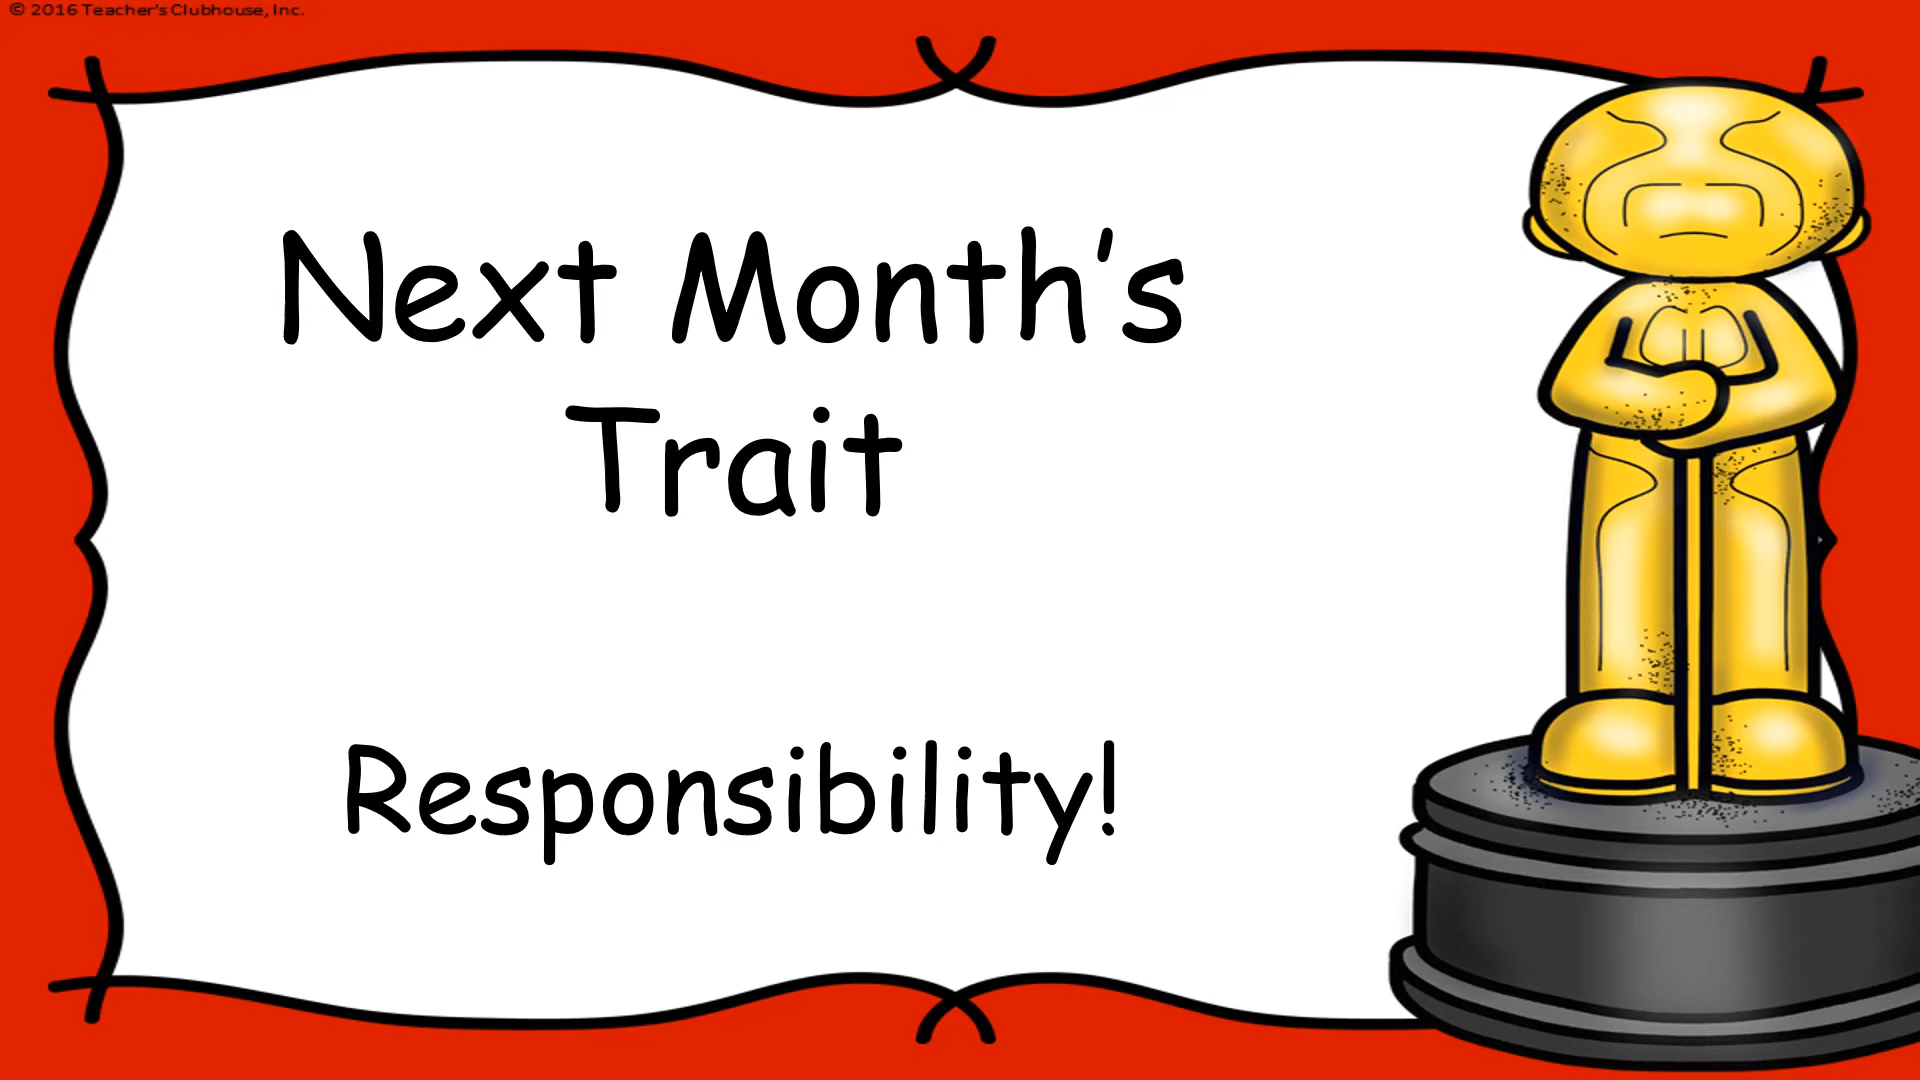 © 2016 Teacher's Clubhouse, Inc.
Next Month’s
Trait
Responsibility!